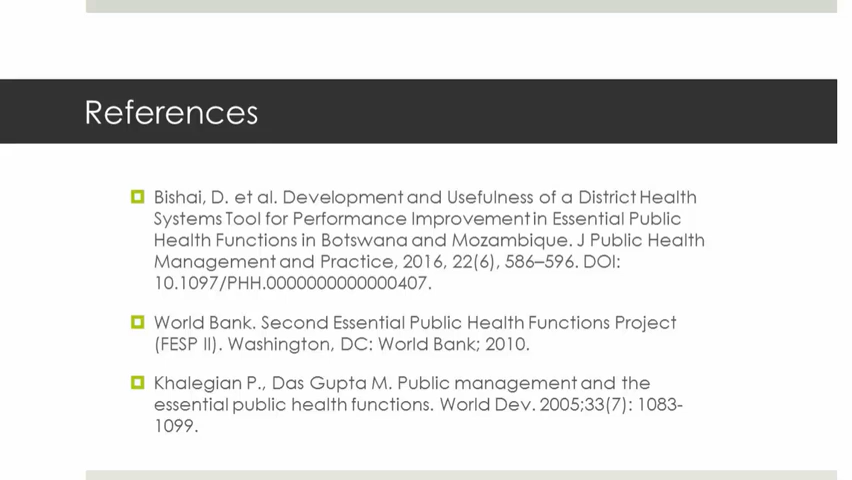 References
Bishai, D. et al. Development and Usefulness of a District Health
Systems Tool for Performance Improvement in Essential Public
Health Functions in Botswana and Mozambique. J Public Health
Management and Practice, 2016, 22(6), 586–596. DOI:
10.1097/PHH.0000000000000407.
World Bank. Second Essential Public Health Functions Project
(FESP II). Washington, DC: World Bank; 2010.
Khalegian P., Das Gupta M. Public management and the
essential public health functions. World Dev. 2005;33(7): 1083-
1099.